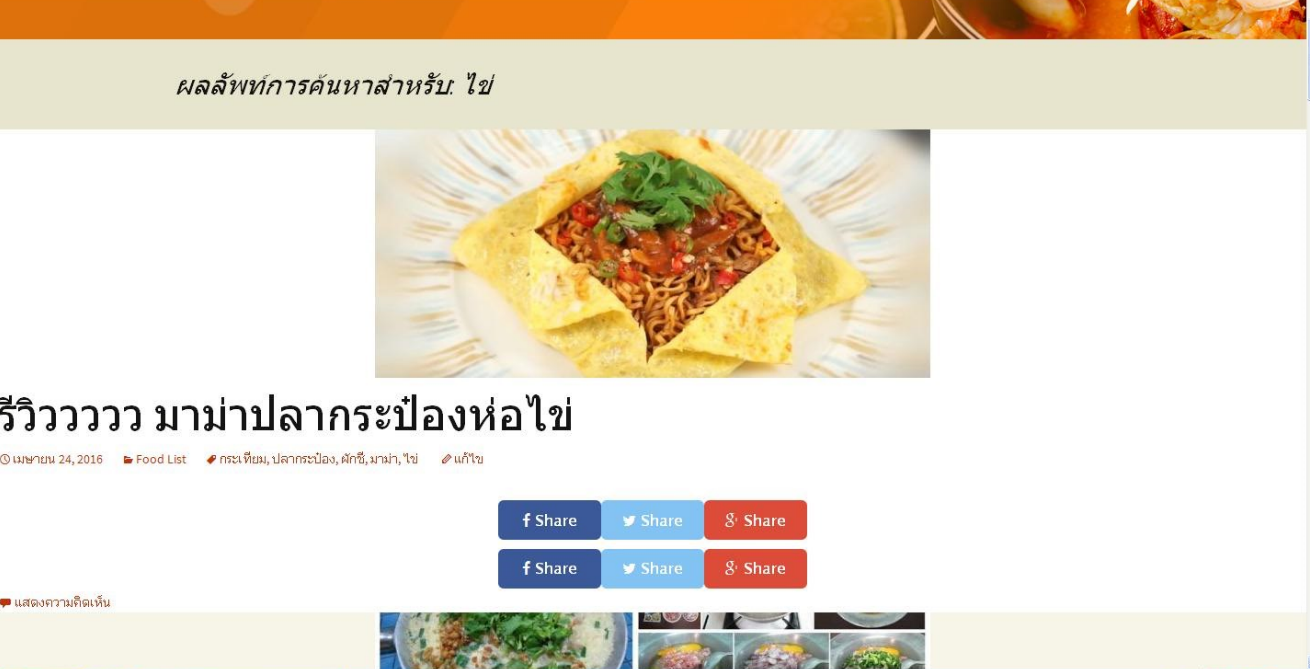 ผลลัพท์การค้นหาสำหรับ: ไข่
รีวิววววว มาม่าปลากระป๋องห่อไข่
เมษายน 24, 2016 Food List กระเทียม, ปลากระป๋อง, ผักชี, มาม่า, ไข่ แก้ไข
Share Share Share
Share Share Share
แสดงความคิดเห็น